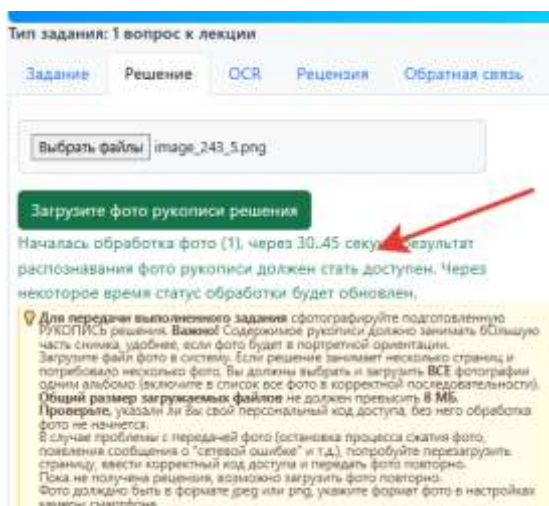 Тип задания: 1 вопрос к лекции
Задание Решение OCR Рецензия Обратная связь
Выбрать файлы image_243_5.png
Загрузите фото рукописи решения
Началась обработка фото (1), через 30..45 секу результат
распознавания фото рукописи должен стать доступен. Через
некоторое время статус обработки будет обновлен.
Для передачи выполненного задания сфотографируйте подготовленную
РУКОПИСЬ решения. Важно! Содержимое рукописи должно занимать бОльшую
часть снимка, удобнее, если фото будет в портретной
ориентации.
Загрузите файл фото в систему. Если решение занимает несколько страниц и
потребовало несколько фото, Вы должны выбрать и загрузить ВСЕ фотографии
одним альбомо (включите в список все фото в корректной последовательности).
Общий размер загружаемых файлов не должен превысить 8 МБ.
Проверьте, указали ли Вы свой персональный код доступа, без него обработка
фото не начнется.
В случае проблемы с передачей фото (остановка процесса сжатия фото,
появления сообщения о "сетевой ошибке" и т.д.), попробуйте перезагрузить
страницу, ввести корректный код доступа и передать фото повторно.
Пока не получена рецензия, возможно загрузить фото повторно.
Фото должно быть в формате jpeg или png, укажите формат фото в настройках
камеры смартфона.